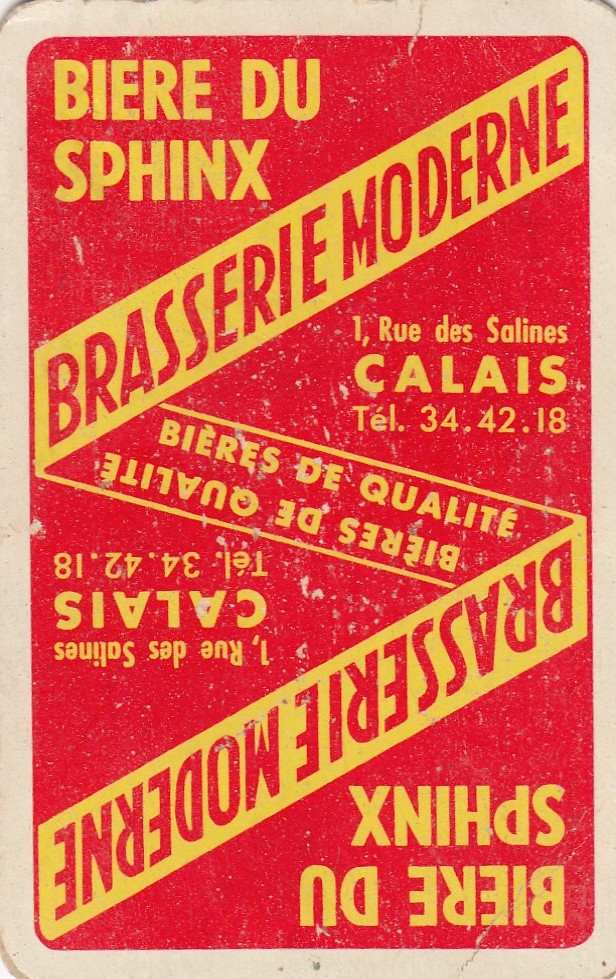 BIERE DU
SPHINX
BRASSERIE MODERNE
1, Rue des Salines
CALAIS
Tél. 34.42.18
BIÈRES DE QUALITÉ
BIÈRES DE QUALITÉ
1, Rue des Salines
CALAIS
Tél. 34.42.18
BRASSERIE MODERNE
BIERE DU
SPHINX